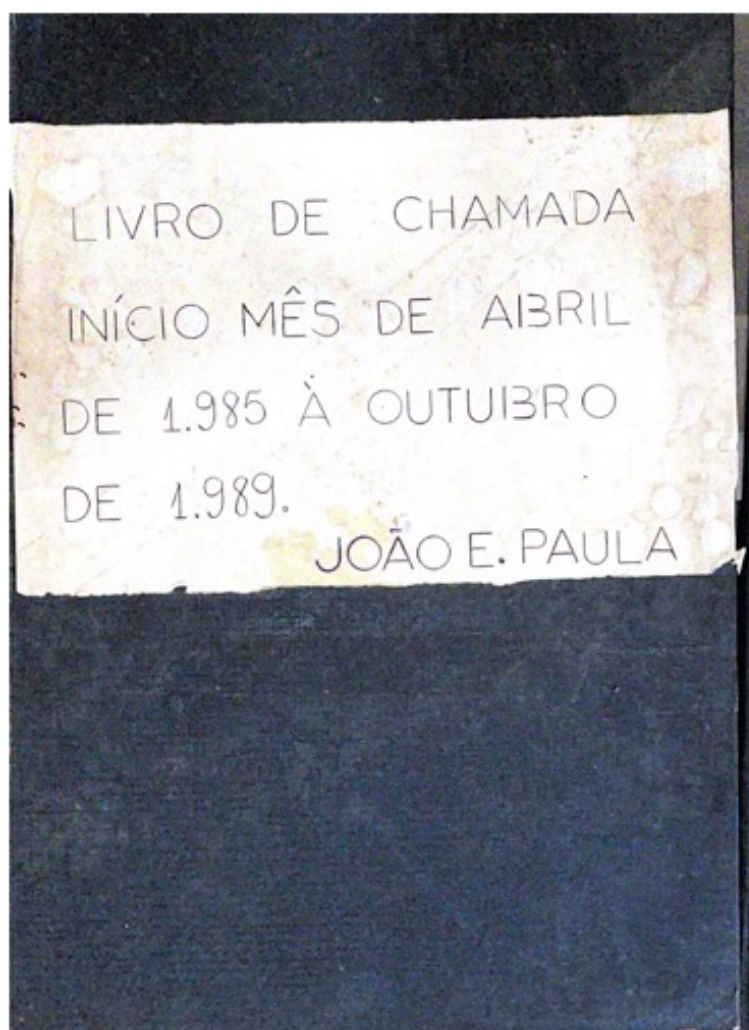 LIVRO DE CHAMADA
INÍCIO MÊS DE ABRIL
DE 1.985 À OUTUBRO
DE 1.989.
JOÃO E. PAULA